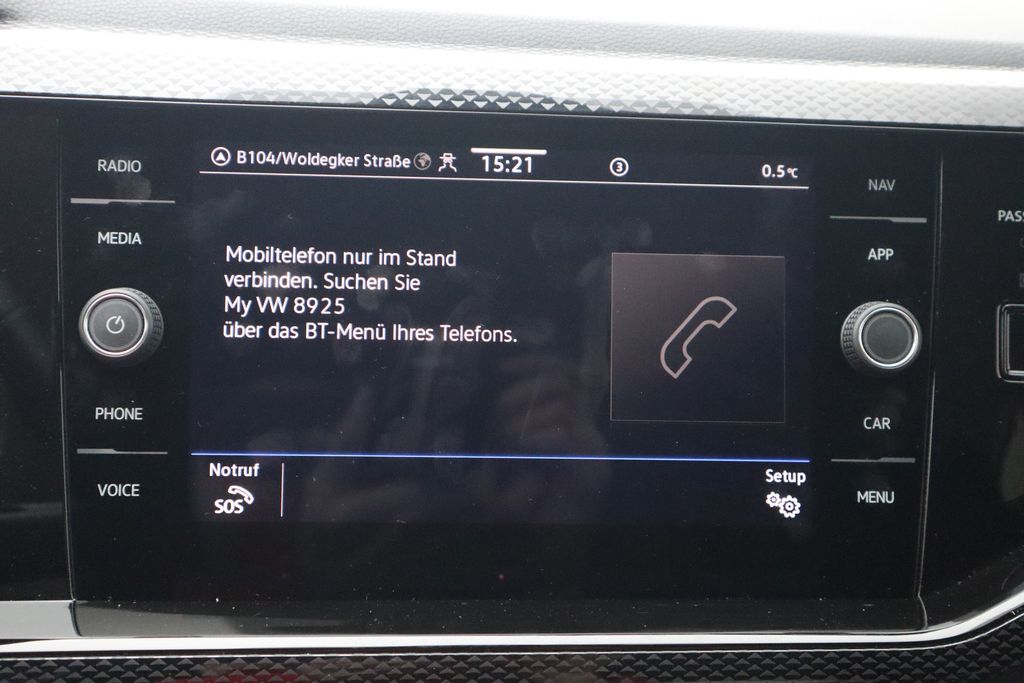 RADIO
MEDIA
PHONE
VOICE
B104/Woldegker Straße
15:21
3
0.5°C
Mobiltelefon nur im Stand
verbinden. Suchen Sie
My VW 8925
über das BT-Menü Ihres Telefons.
Notruf
SOS
Setup
NAV
APP
CAR
MENU
PAS